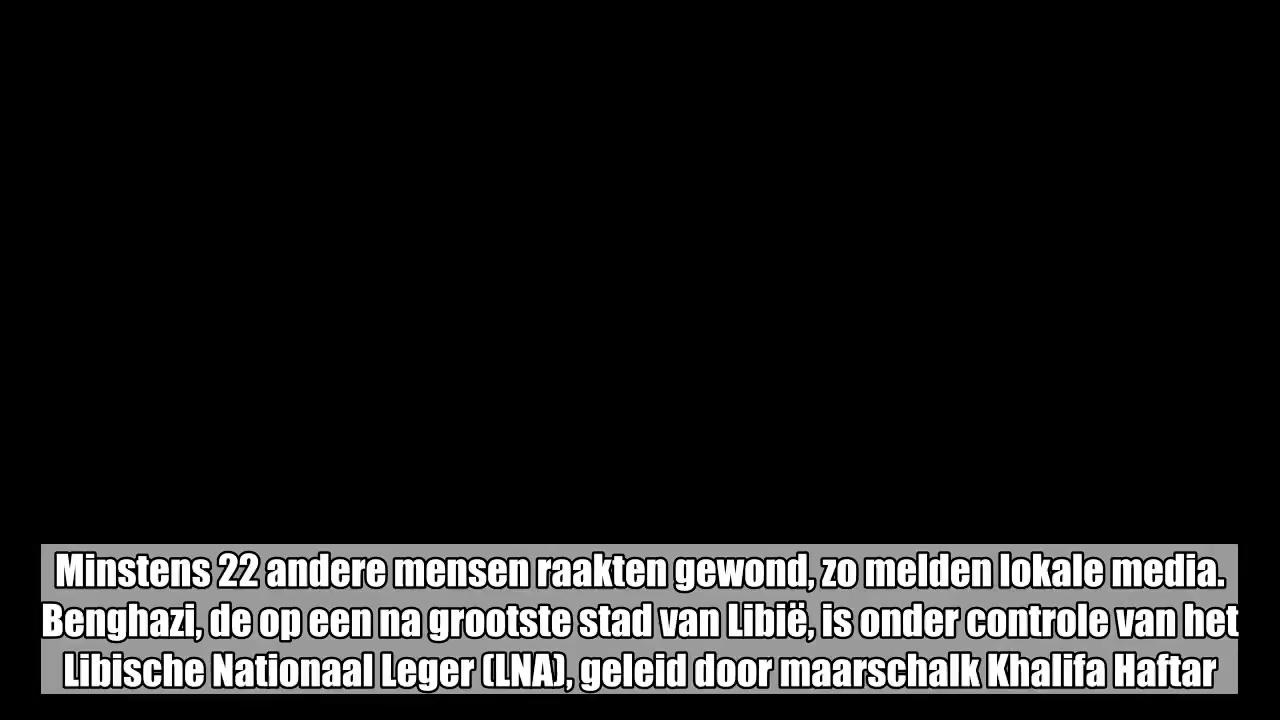 Minstens 22 andere mensen raakten gewond, zo melden lokale media.
Benghazi, de op een na grootste stad van Libië, is onder controle van het
Libische Nationaal Leger (LNA), geleid door maarschalk Khalifa Haftar